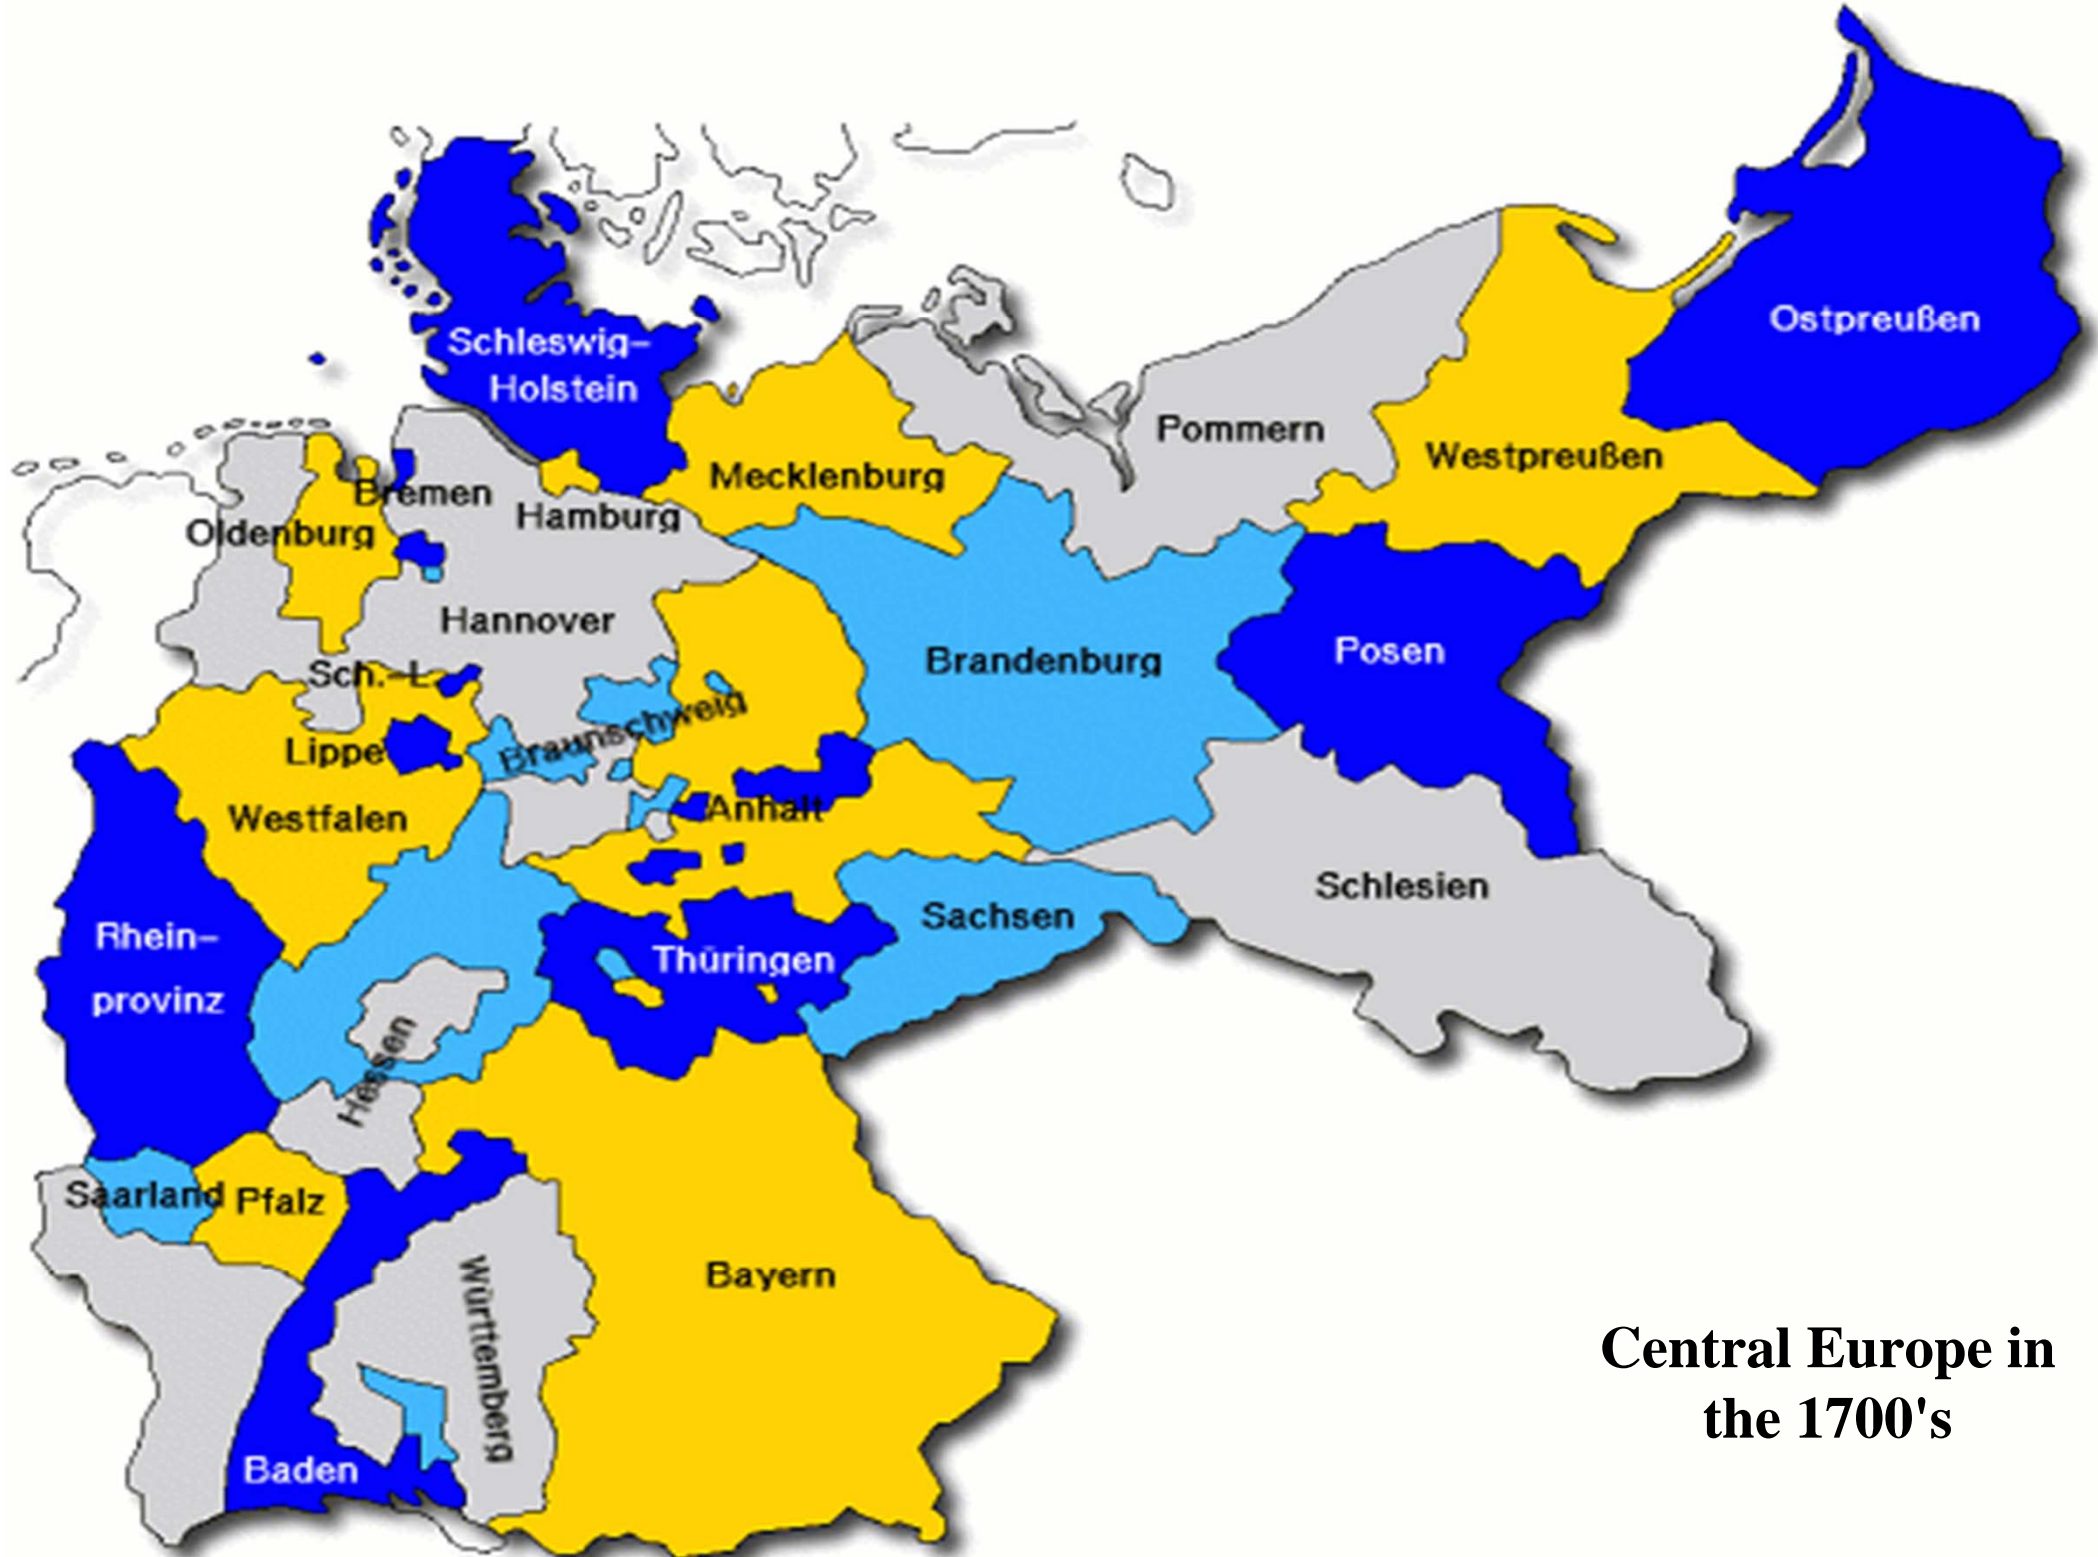 Schleswig-
Holstein
Ostpreußen
Pommern
Westpreußen
Mecklenburg
Bremen
Hamburg
Oldenburg
Hannover
Brandenburg
Posen
Sch.-L.
Braunschweig
Lippe
Anhalt
Westfalen
Schlesien
Sachsen
Rhein-
provinz
Thüringen
Hessen
Saarland
Pfalz
Bayern
Württemberg
Baden
Central Europe in
the 1700's